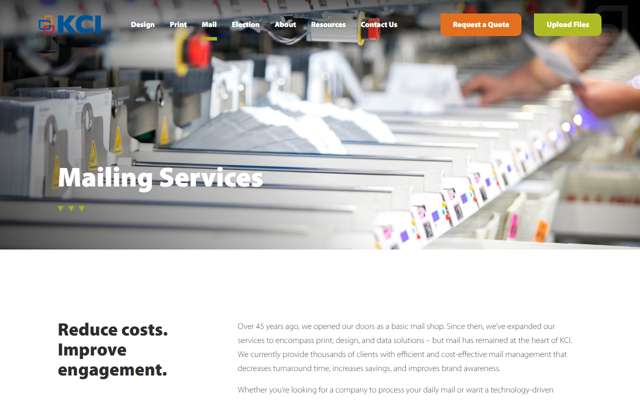 KCI
Design Print Mail Election About Resources Contact Us
Request a Quote
Upload Files
Mailing Services
Reduce costs.
Improve
engagement.
Over 45 years ago, we opened our doors as a basic mail shop. Since then, we've expanded our
services to encompass print, design, and data solutions – but mail has remained at the heart of KCI.
We currently provide thousands of clients with efficient and cost-effective mail management that
decreases turnaround time, increases savings, and improves brand awareness.
Whether you're looking for a company to process your daily mail or want a technology-driven